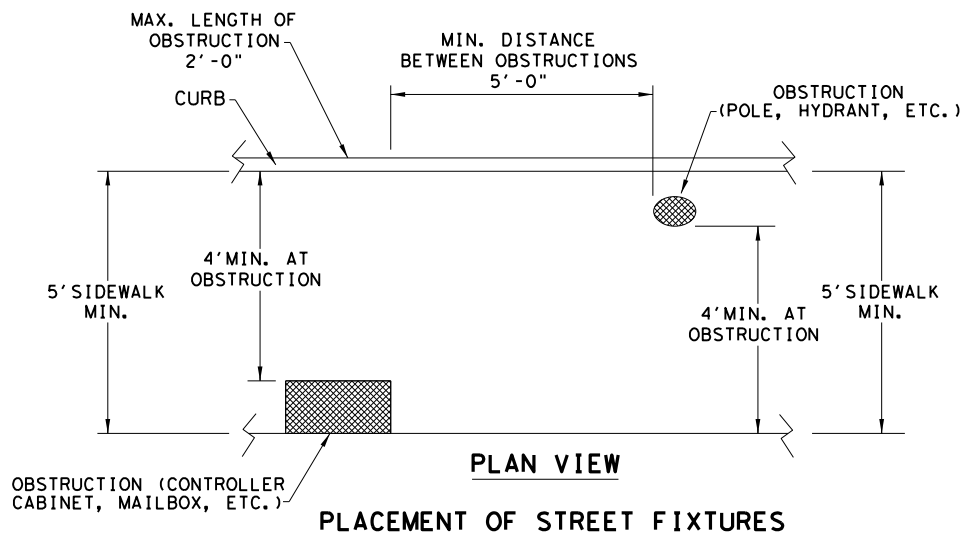 MAX. LENGTH OF
OBSTRUCTION
2'-0"
MIN. DISTANCE
BETWEEN OBSTRUCTIONS
5'-0"
CURB
OBSTRUCTION
(POLE, HYDRANT, ETC.)
4'MIN. AT
OBSTRUCTION
5'SIDEWALK
MIN.
5'SIDEWALK
MIN.
4'MIN. AT
OBSTRUCTION
PLAN VIEW
OBSTRUCTION (CONTROLLER
CABINET, MAILBOX, ETC.)
PLACEMENT OF STREET FIXTURES